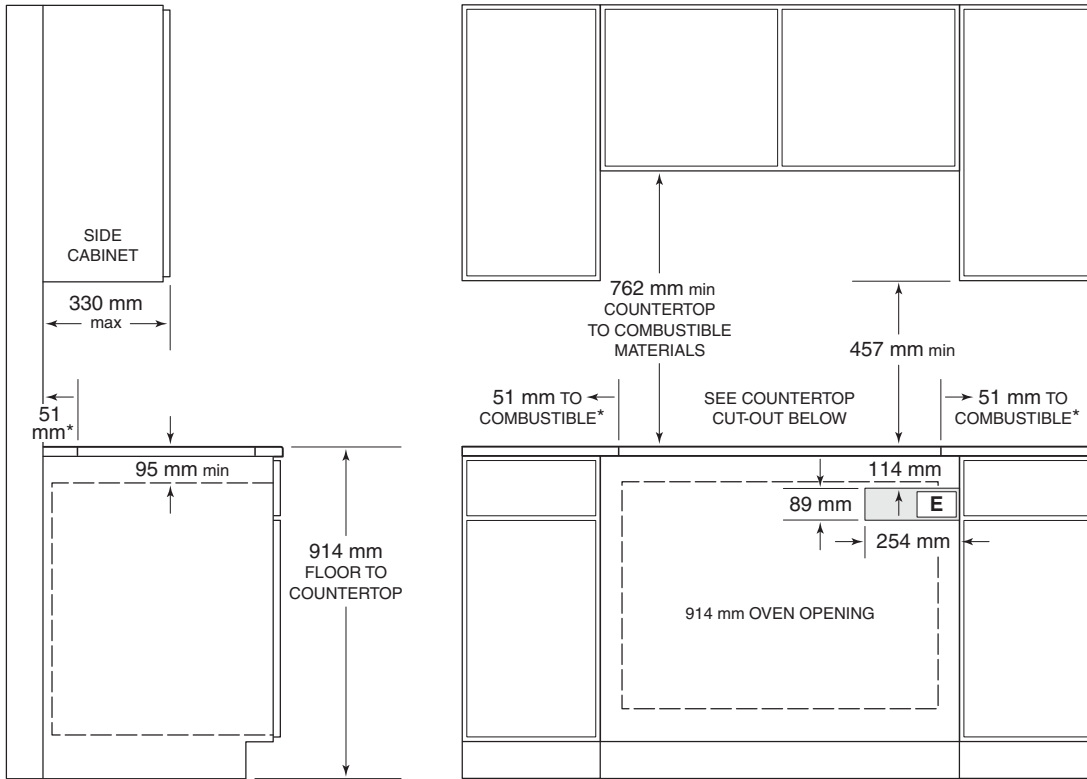 SIDE
CABINET
330 mm
max
51
mm*
95 mm min
914 mm
FLOOR TO
COUNTERTOP
762 mm min
COUNTERTOP
TO COMBUSTIBLE
MATERIALS
457 mm min
51 mm TO
COMBUSTIBLE*
SEE COUNTERTOP
CUT-OUT BELOW
51 mm TO
COMBUSTIBLE*
114 mm
89 mm
E
254 mm
914 mm OVEN OPENING